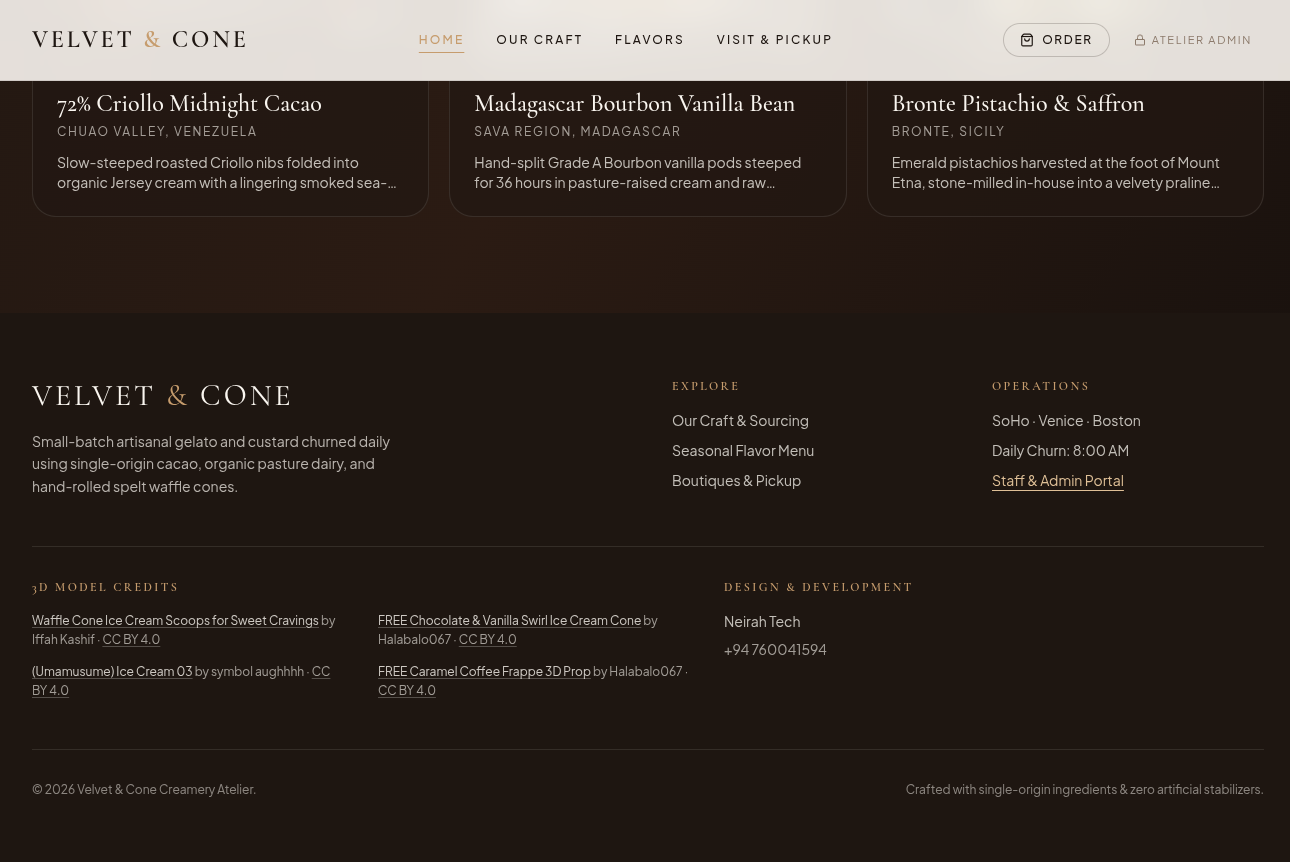 VELVET & CONE
HOME
OUR CRAFT
FLAVORS
VISIT & PICKUP
ORDER
ATELIER ADMIN
72% Criollo Midnight Cacao
CHUAO VALLEY, VENEZUELA
Slow-steeped roasted Criollo nibs folded into
organic Jersey cream with a lingering smoked sea-…
Madagascar Bourbon Vanilla Bean
SAVA REGION, MADAGASCAR
Hand-split Grade A Bourbon vanilla pods steeped
for 36 hours in pasture-raised cream and raw…
Bronte Pistachio & Saffron
BRONTE, SICILY
Emerald pistachios harvested at the foot of Mount
Etna, stone-milled in-house into a velvety praline…
VELVET & CONE
Small-batch artisanal gelato and custard churned daily
using single-origin cacao, organic pasture dairy, and
hand-rolled spelt waffle cones.
EXPLORE
Our Craft & Sourcing
Seasonal Flavor Menu
Boutiques & Pickup
OPERATIONS
SoHo · Venice · Boston
Daily Churn: 8:00 AM
Staff & Admin Portal
3D MODEL CREDITS
Waffle Cone Ice Cream Scoops for Sweet Cravings by
Iffah Kashif · CC BY 4.0
(Umamusume) Ice Cream 03 by symbol aughhhh · CC
BY 4.0
FREE Chocolate & Vanilla Swirl Ice Cream Cone by
Halabalo067 · CC BY 4.0
FREE Caramel Coffee Frappe 3D Prop by Halabalo067 ·
CC BY 4.0
DESIGN & DEVELOPMENT
Neirah Tech
+94 760041594
© 2026 Velvet & Cone Creamery Atelier.
Crafted with single-origin ingredients & zero artificial stabilizers.